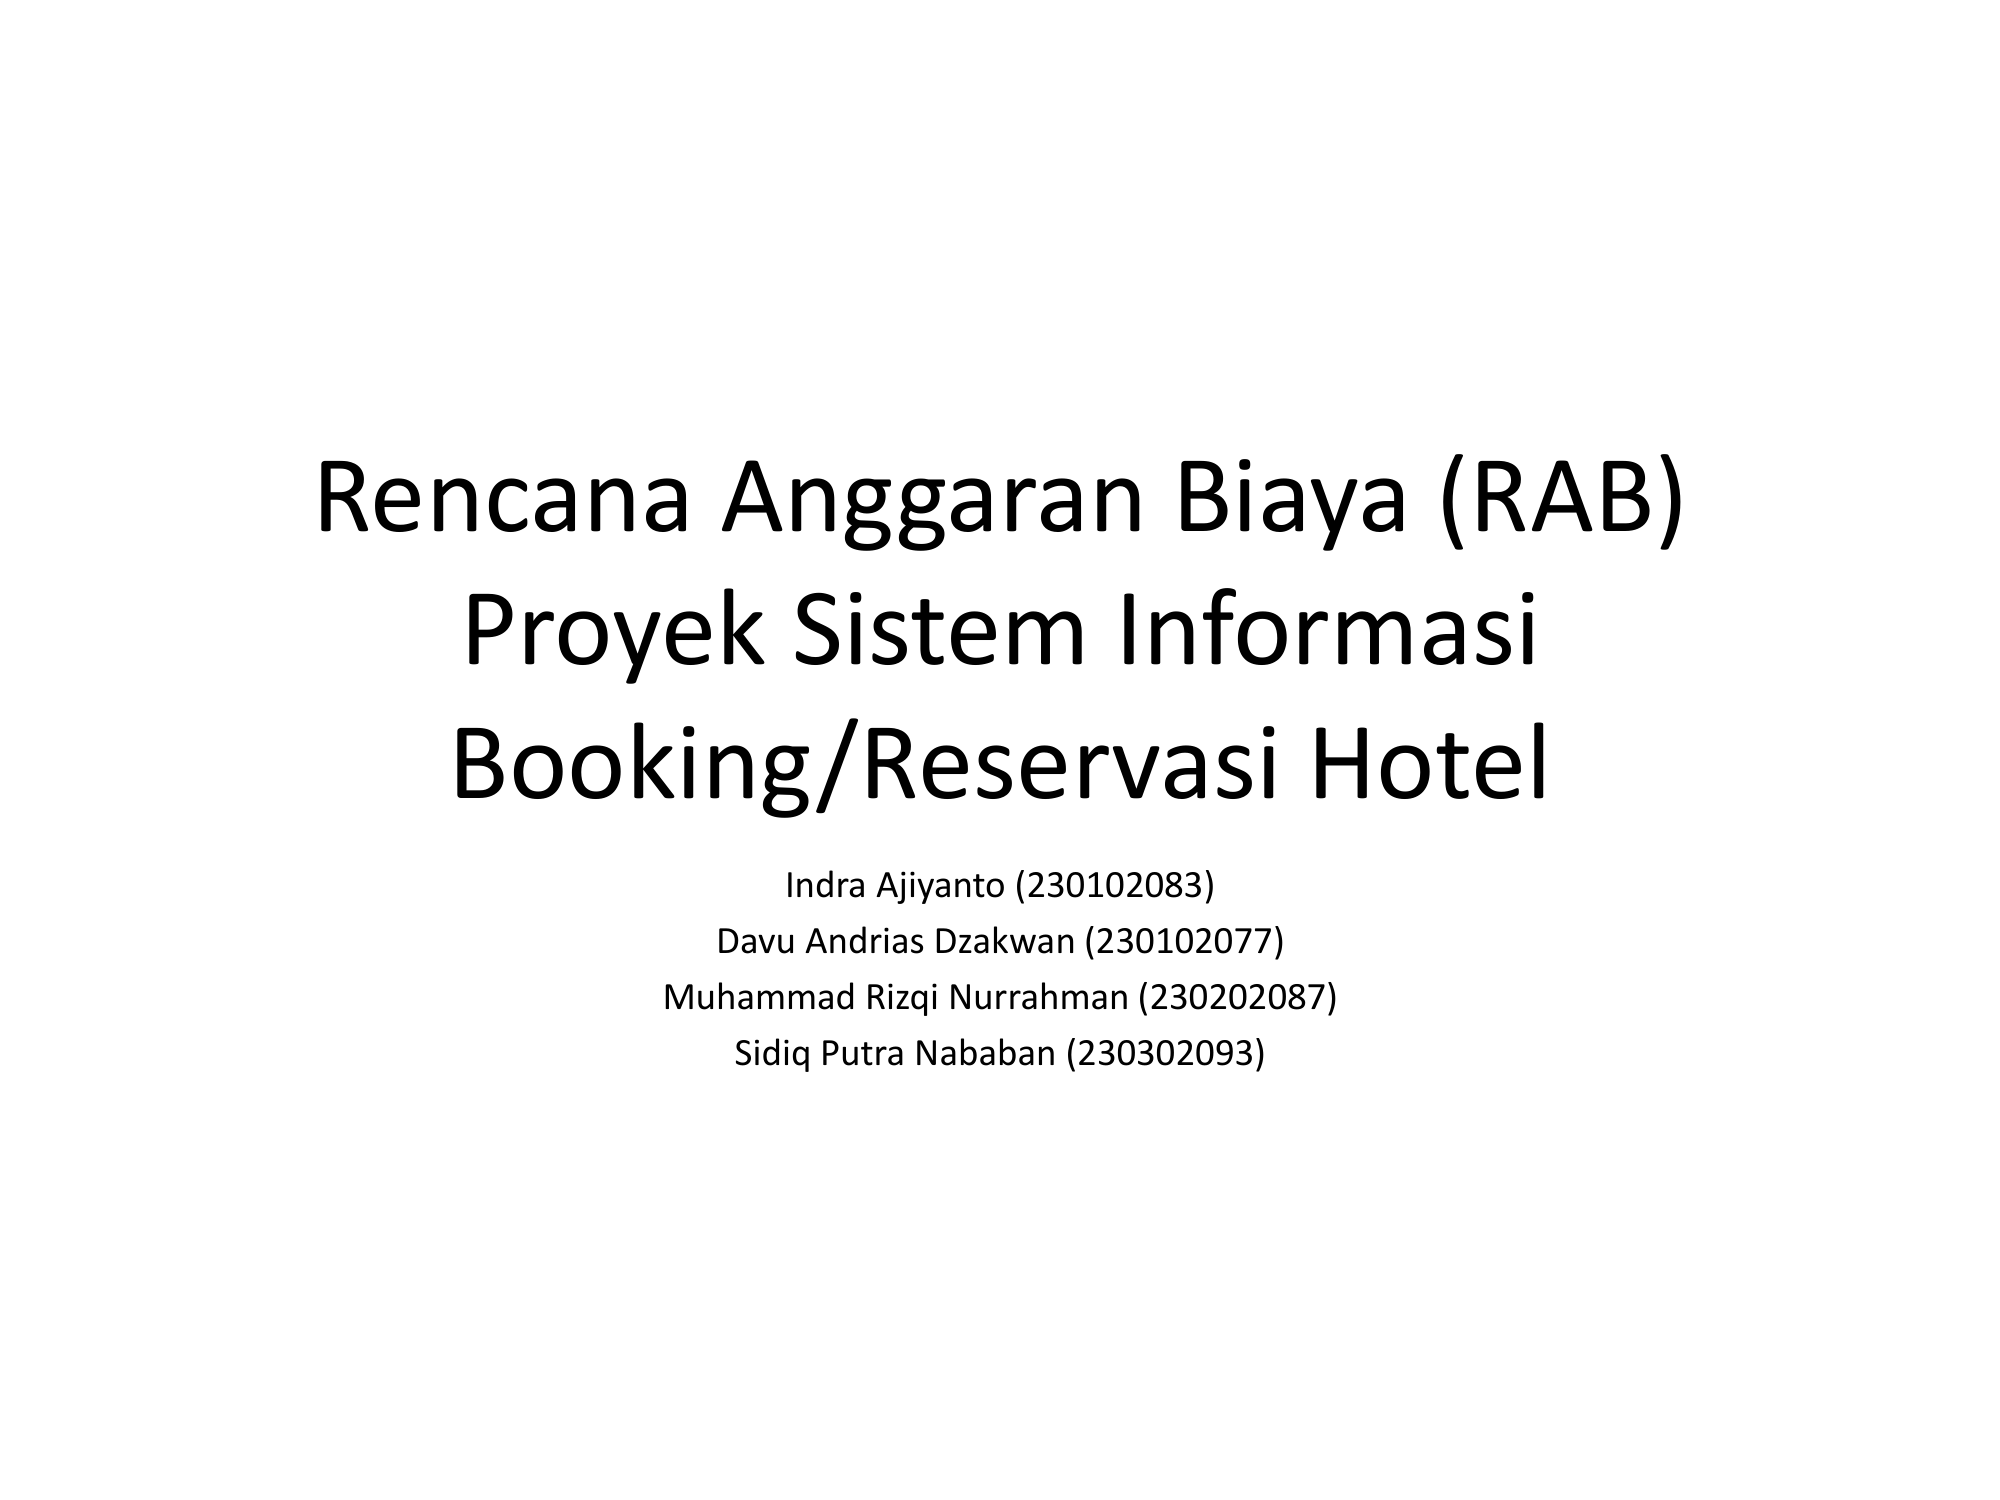 Rencana Anggaran Biaya (RAB)
Proyek Sistem Informasi
Booking/Reservasi Hotel
Indra Ajiyanto (230102083)
Davu Andrias Dzakwan (230102077)
Muhammad Rizqi Nurrahman (230202087)
Sidiq Putra Nababan (230302093)